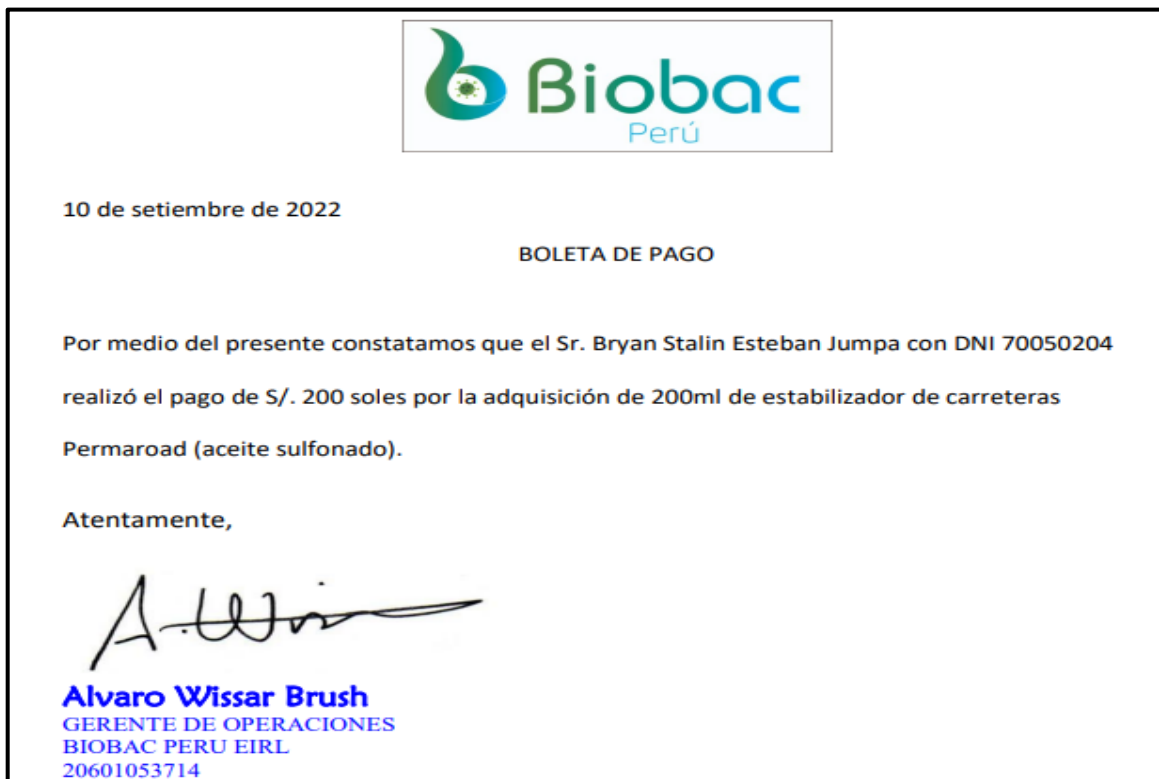 Biobac
Perú
10 de setiembre de 2022
BOLETA DE PAGO
Por medio del presente constatamos que el Sr. Bryan Stalin Esteban Jumpa con DNI 70050204
realizó el pago de S/. 200 soles por la adquisición de 200ml de estabilizador de carreteras
Permaroad (aceite sulfonado).
Atentamente,
A. Wiss
Alvaro Wissar Brush
GERENTE DE OPERACIONES
BIOBAC PERU EIRL
20601053714